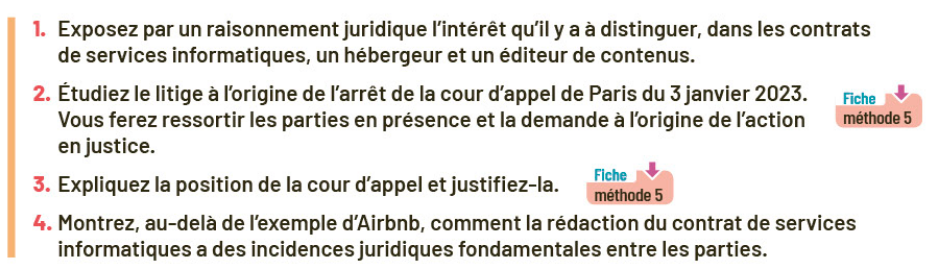 1. Exposez par un raisonnement juridique l’intérêt qu’il y a à distinguer, dans les contrats
de services informatiques, un hébergeur et un éditeur de contenus.
2. Étudiez le litige à l’origine de l’arrêt de la cour d’appel de Paris du 3 janvier 2023.
Vous ferez ressortir les parties en présence et la demande à l’origine de l’action
en justice.
Fiche
méthode 5
3. Expliquez la position de la cour d’appel et justifiez-la.
Fiche
méthode 5
4. Montrez, au-delà de l’exemple d’Airbnb, comment la rédaction du contrat de services
informatiques a des incidences juridiques fondamentales entre les parties.